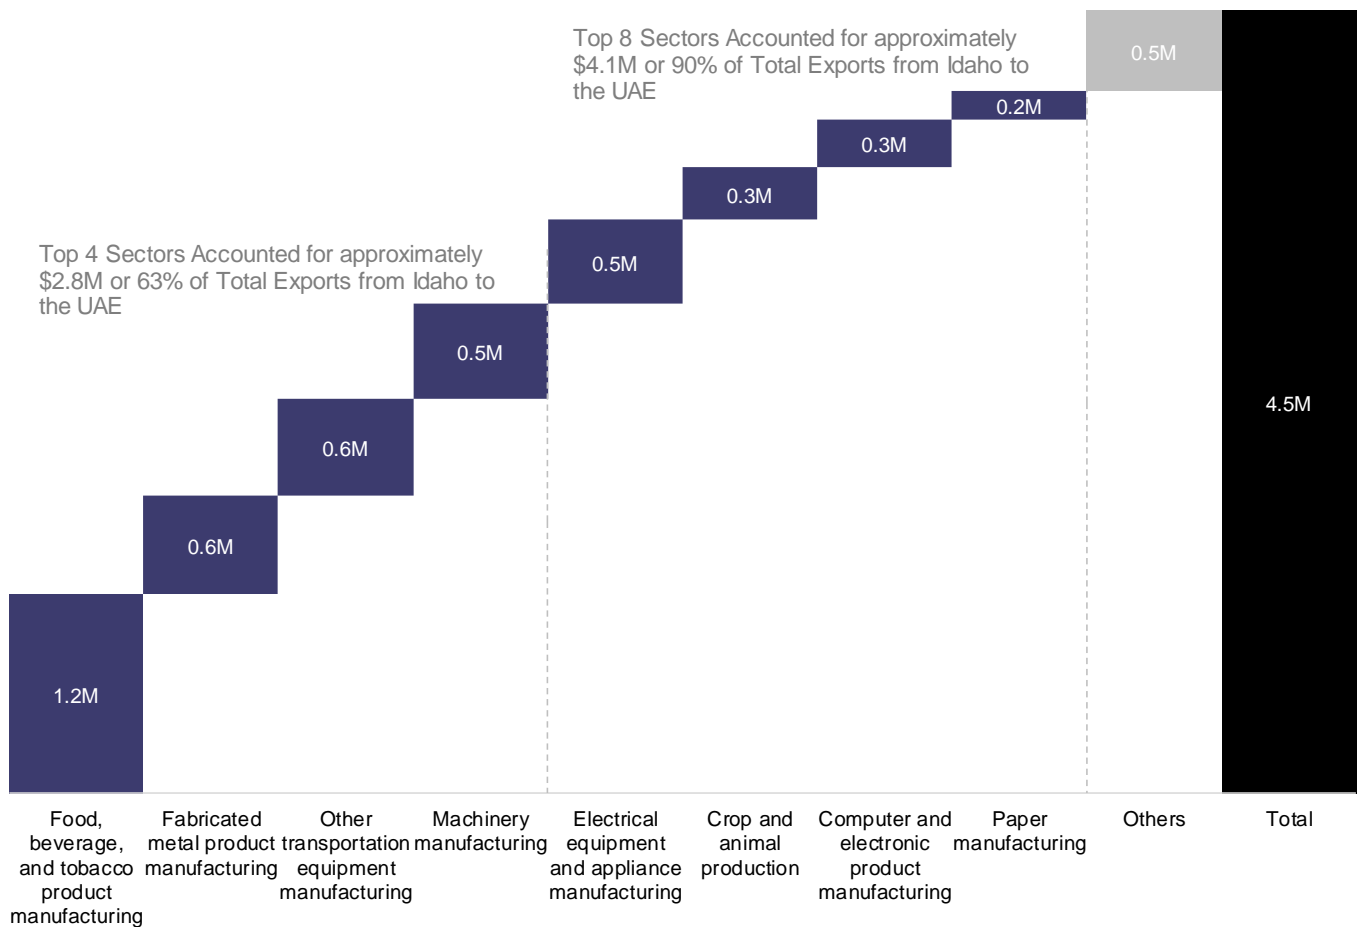 Top 8 Sectors Accounted for approximately
$4.1M or 90% of Total Exports from Idaho to
the UAE
0.5M
0.2M
0.3M
0.3M
Top 4 Sectors Accounted for approximately
$2.8M or 63% of Total Exports from Idaho to
the UAE
0.5M
0.5M
4.5M
0.6M
0.6M
1.2M
Food,
beverage,
and tobacco
product
manufacturing
Fabricated
metal product
manufacturing
Other
transportation
equipment
manufacturing
Machinery
manufacturing
Electrical
equipment
and appliance
manufacturing
Crop and
animal
production
Computer and
electronic
product
manufacturing
Paper
manufacturing
Others
Total